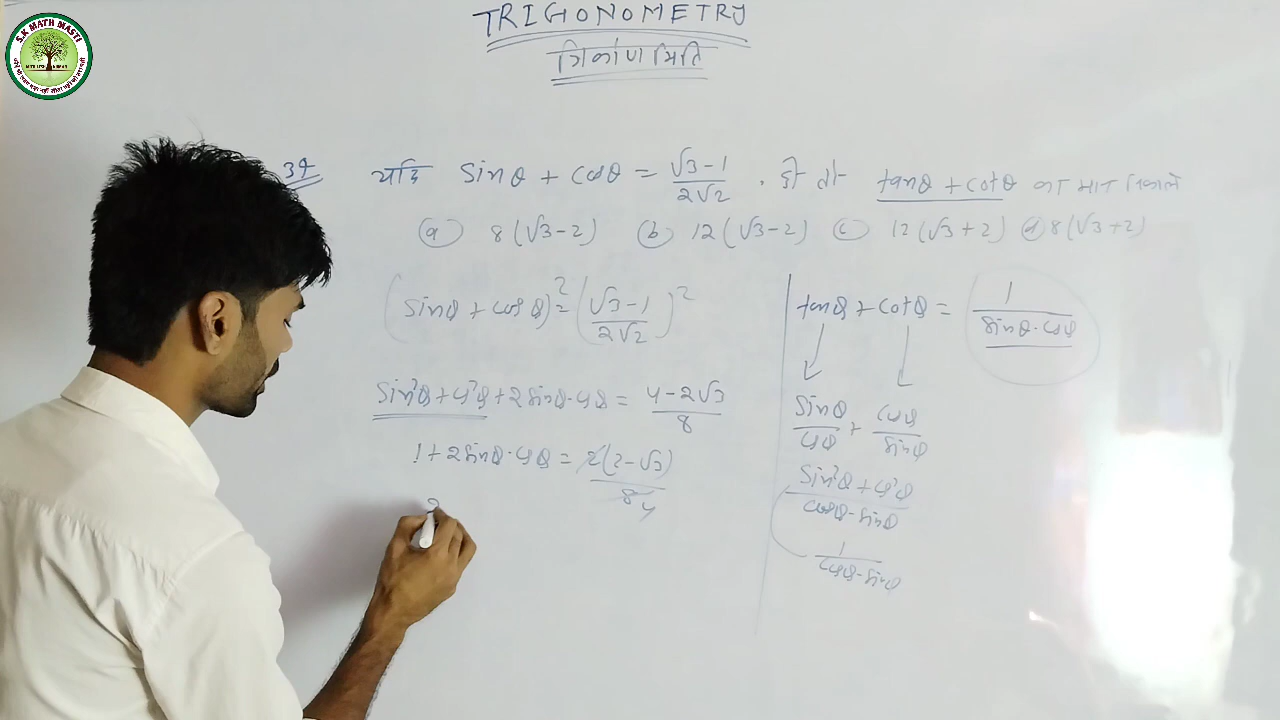 S.K MATH MASTI
TRIGONOMETRY
त्रिकोणमिति
34 यदि sinθ + cosθ = (√3-1)/(2√2) . हो तो tanθ + cotθ का मान निकाले
(a) 8(√3-2) (b) 12(√3-2) (c) 12(√3+2) (d) 8(√3+2)
(sinθ + cosθ)² = ((√3-1)/(2√2))²
sin²θ + cos²θ + 2sinθ·cosθ = (4-2√3)/8
1 + 2sinθ·cosθ = 2(2-√3)/8 4
2
tanθ + cotθ = 1/(sinθ·cosθ)
sinθ/cosθ + cosθ/sinθ
(sin²θ + cos²θ)/(cosθ·sinθ)
1/(cosθ·sinθ)